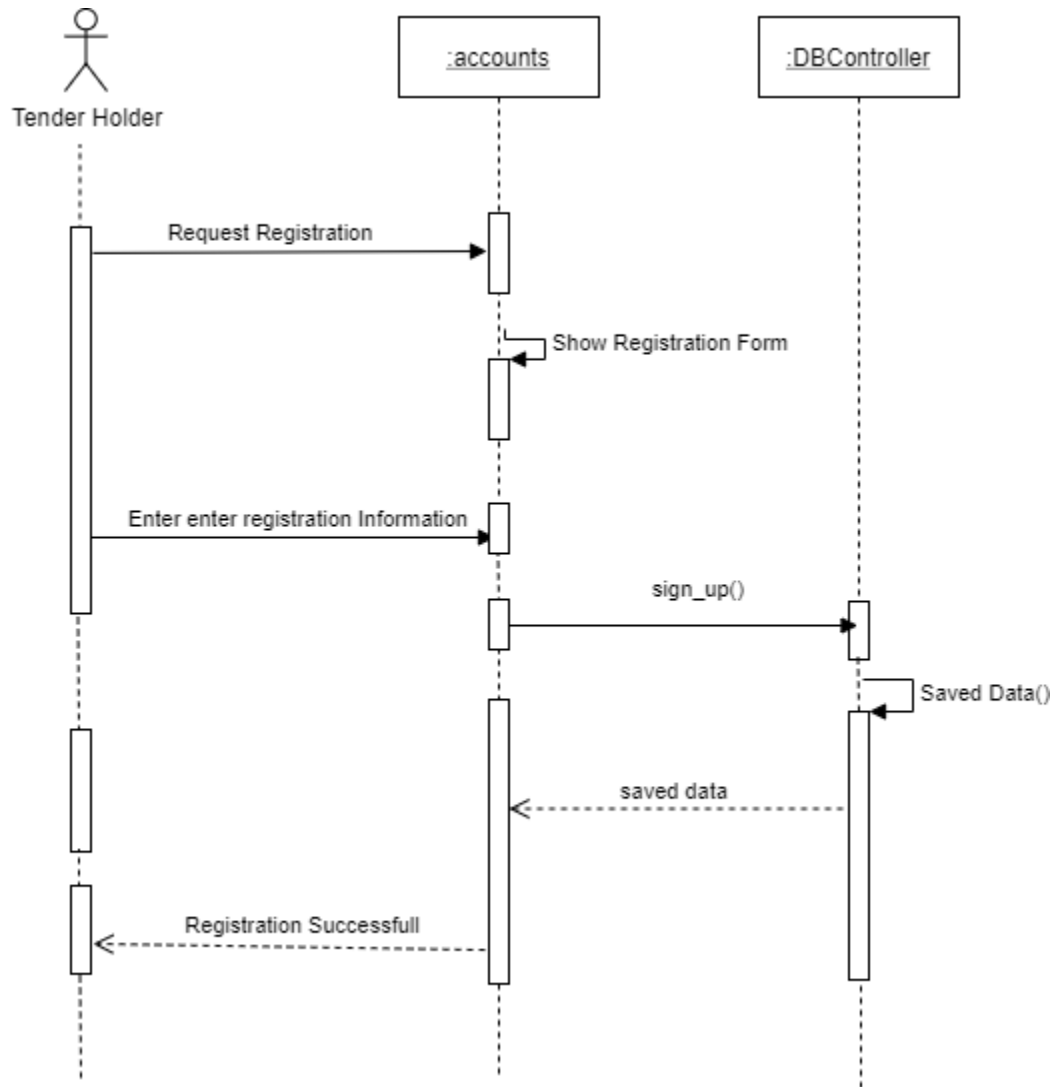 :accounts
:DBController
Tender Holder
Request Registration
Show Registration Form
Enter enter registration Information
sign_up()
Saved Data()
saved data
Registration Successfull